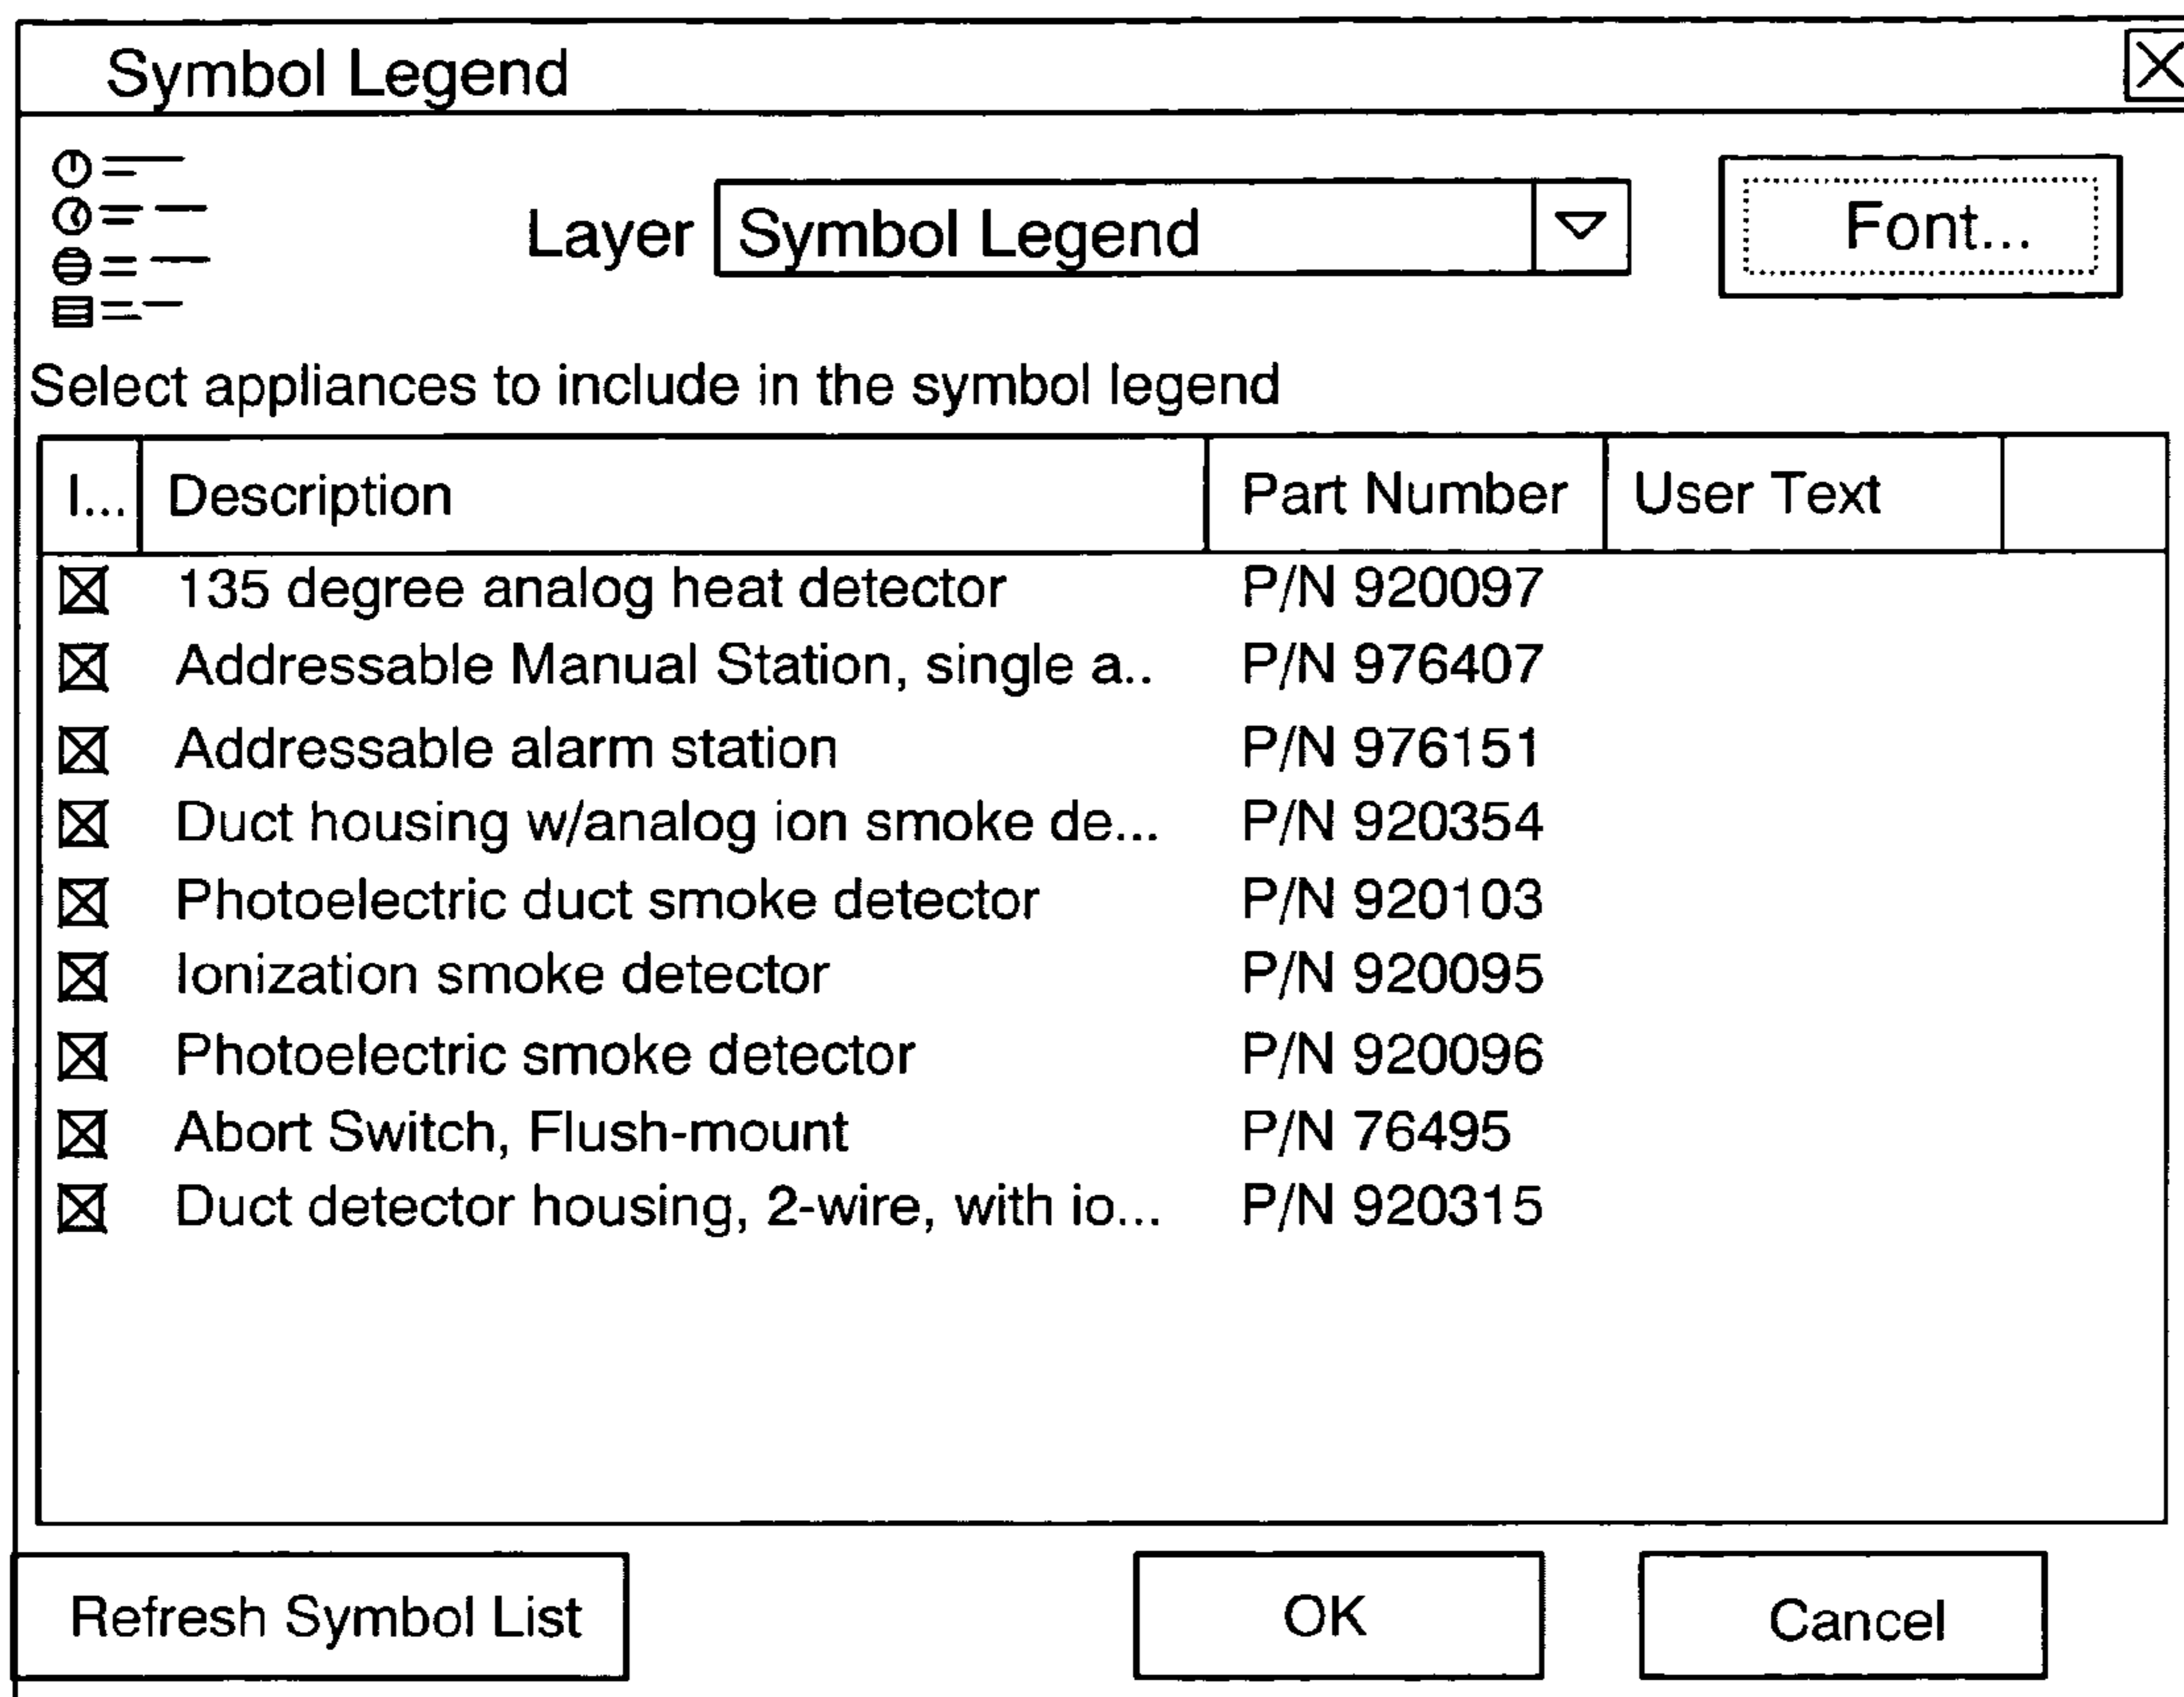 Symbol Legend
Layer Symbol Legend Font...
Select appliances to include in the symbol legend
I... Description Part Number User Text
135 degree analog heat detector P/N 920097
Addressable Manual Station, single a.. P/N 976407
Addressable alarm station P/N 976151
Duct housing w/analog ion smoke de... P/N 920354
Photoelectric duct smoke detector P/N 920103
Ionization smoke detector P/N 920095
Photoelectric smoke detector P/N 920096
Abort Switch, Flush-mount P/N 76495
Duct detector housing, 2-wire, with io... P/N 920315
Refresh Symbol List OK Cancel